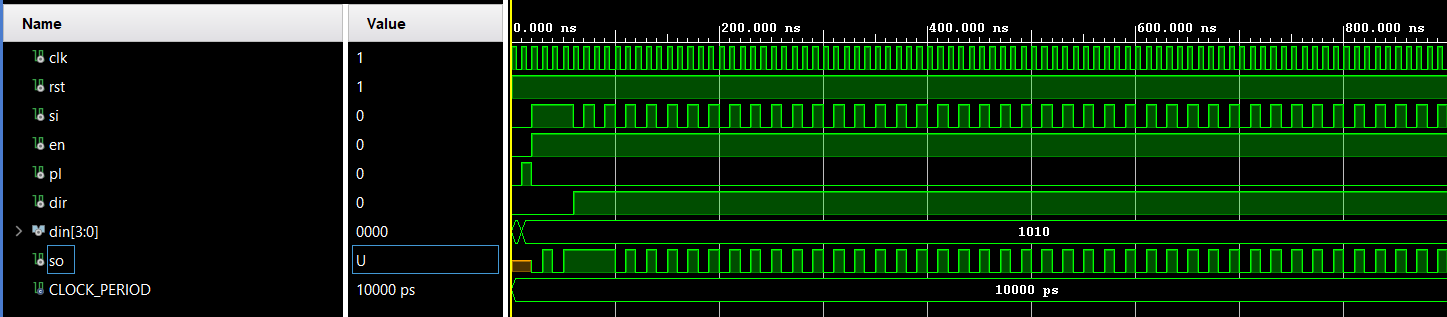 Name Value 0.000 ns 200.000 ns 400.000 ns 600.000 ns 800.000 ns
clk 1
rst 1
si 0
en 0
pl 0
dir 0
din[3:0] 0000 1010
so U
CLOCK_PERIOD 10000 ps 10000 ps